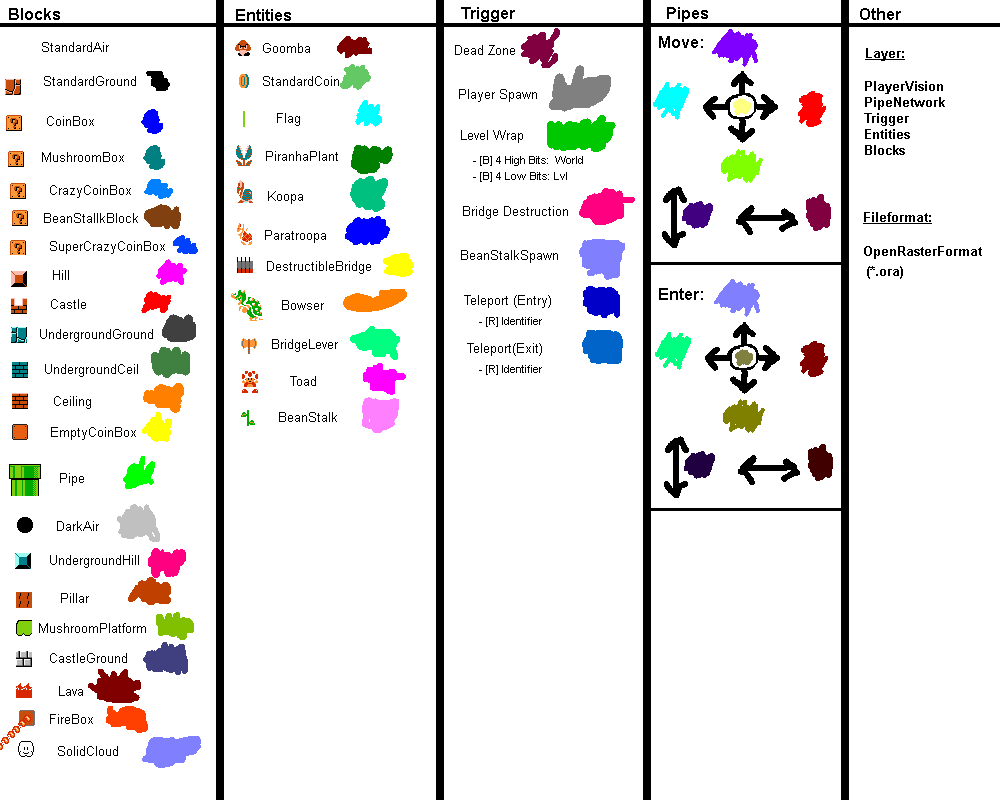 Blocks
StandardAir
StandardGround
CoinBox
MushroomBox
CrazyCoinBox
BeanStallkBlock
SuperCrazyCoinBox
Hill
Castle
UndergroundGround
UndergroundCeil
Ceiling
EmptyCoinBox
Pipe
DarkAir
UndergroundHill
Pillar
MushroomPlatform
CastleGround
Lava
FireBox
SolidCloud
Entities
Goomba
StandardCoin
Flag
PiranhaPlant
Koopa
Paratroopa
DestructibleBridge
Bowser
BridgeLever
Toad
BeanStalk
Trigger
Dead Zone
Player Spawn
Level Wrap
- [B] 4 High Bits: World
- [B] 4 Low Bits: Lvl
Bridge Destruction
BeanStalkSpawn
Teleport (Entry)
- [R] Identifier
Teleport(Exit)
- [R] Identifier
Pipes
Move:
Enter:
Other
Layer:
PlayerVision
PipeNetwork
Trigger
Entities
Blocks
Fileformat:
OpenRasterFormat
(*.ora)